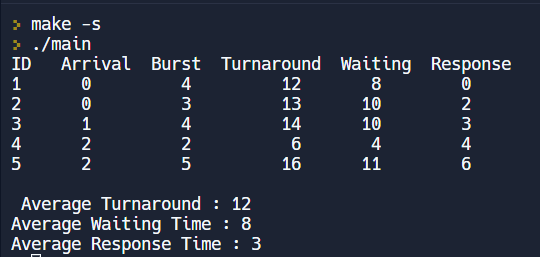 > make -s
> ./main
ID Arrival Burst Turnaround Waiting Response
1 0 4 12 8 0
2 0 3 13 10 2
3 1 4 14 10 3
4 2 2 6 4 4
5 2 5 16 11 6
Average Turnaround : 12
Average Waiting Time : 8
Average Response Time : 3